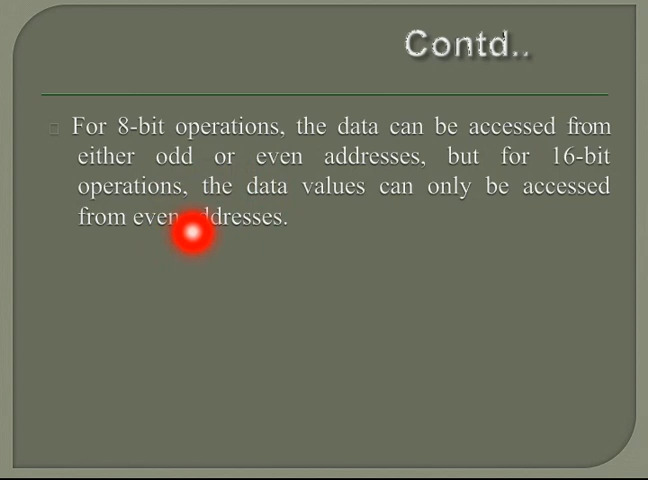 Contd..
For 8-bit operations, the data can be accessed from
either odd or even addresses, but for 16-bit
operations, the data values can only be accessed
from even addresses.